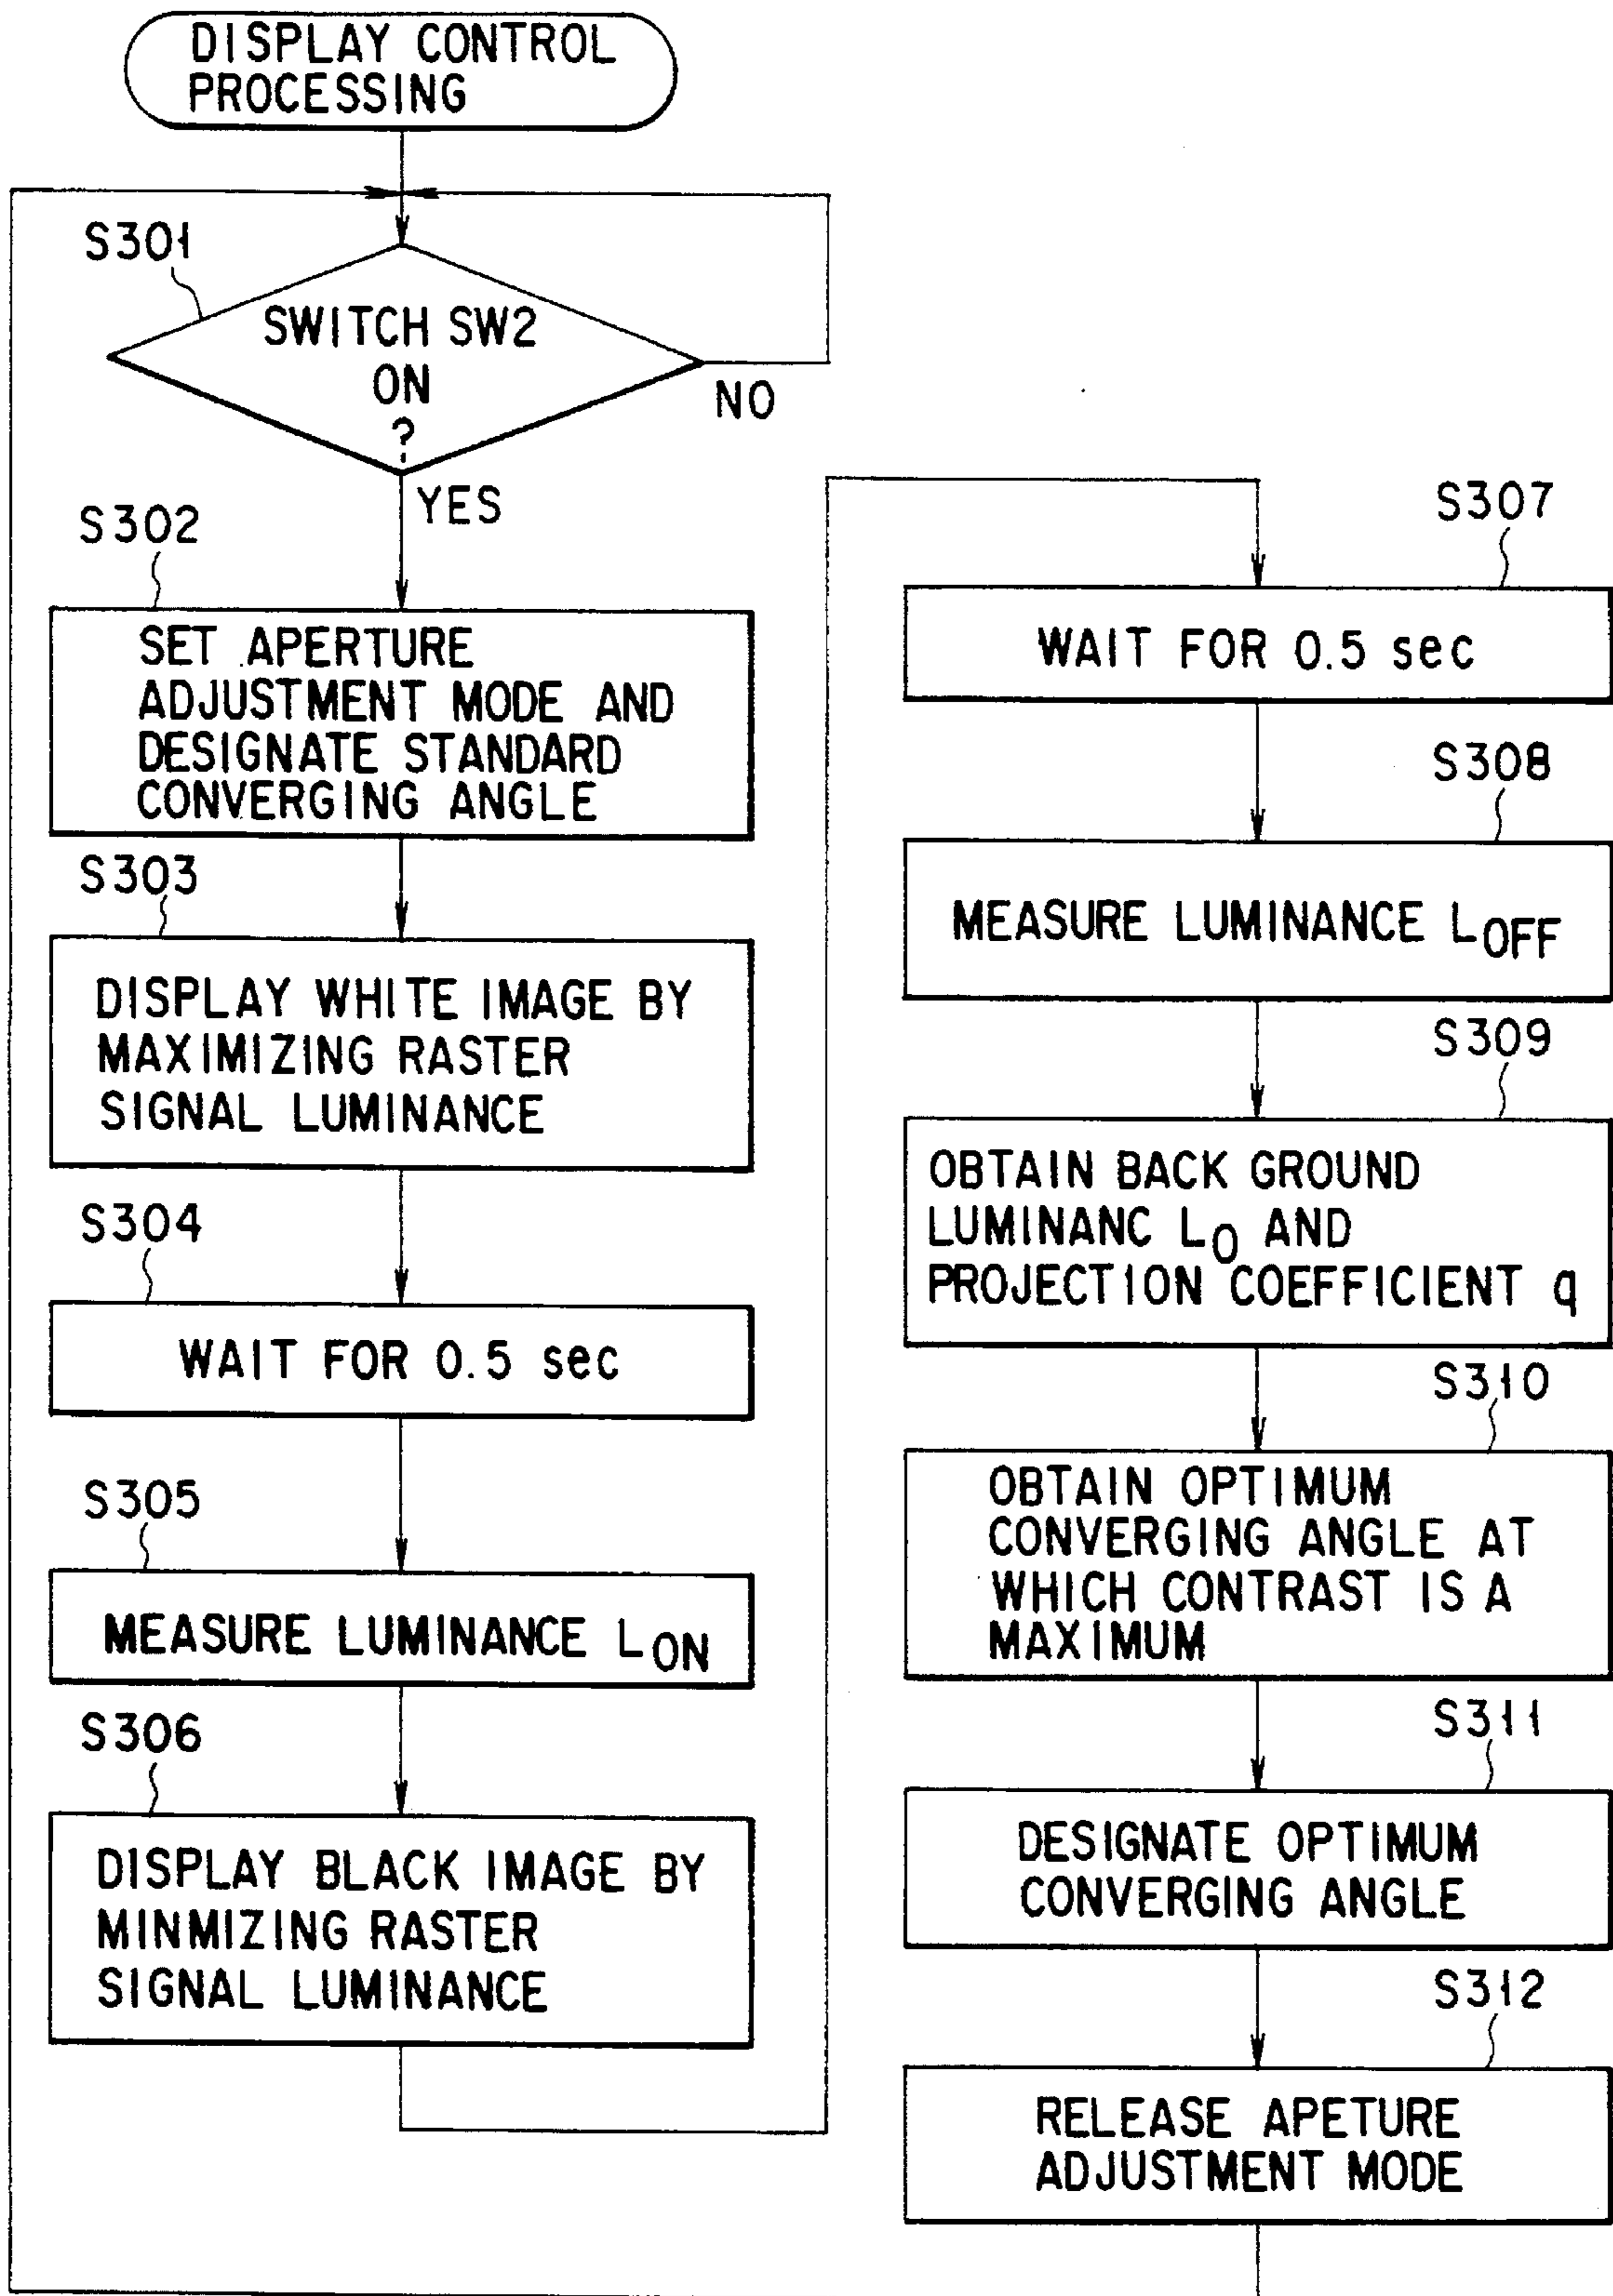 DISPLAY CONTROL
PROCESSING
S301
SWITCH SW2
ON
?
NO
YES
S302
SET APERTURE
ADJUSTMENT MODE AND
DESIGNATE STANDARD
CONVERGING ANGLE
S303
DISPLAY WHITE IMAGE BY
MAXIMIZING RASTER
SIGNAL LUMINANCE
S304
WAIT FOR 0.5 sec
S305
MEASURE LUMINANCE LON
S306
DISPLAY BLACK IMAGE BY
MINMIZING RASTER
SIGNAL LUMINANCE
S307
WAIT FOR 0.5 sec
S308
MEASURE LUMINANCE LOFF
S309
OBTAIN BACK GROUND
LUMINANC L0 AND
PROJECTION COEFFICIENT q
S310
OBTAIN OPTIMUM
CONVERGING ANGLE AT
WHICH CONTRAST IS A
MAXIMUM
S311
DESIGNATE OPTIMUM
CONVERGING ANGLE
S312
RELEASE APETURE
ADJUSTMENT MODE